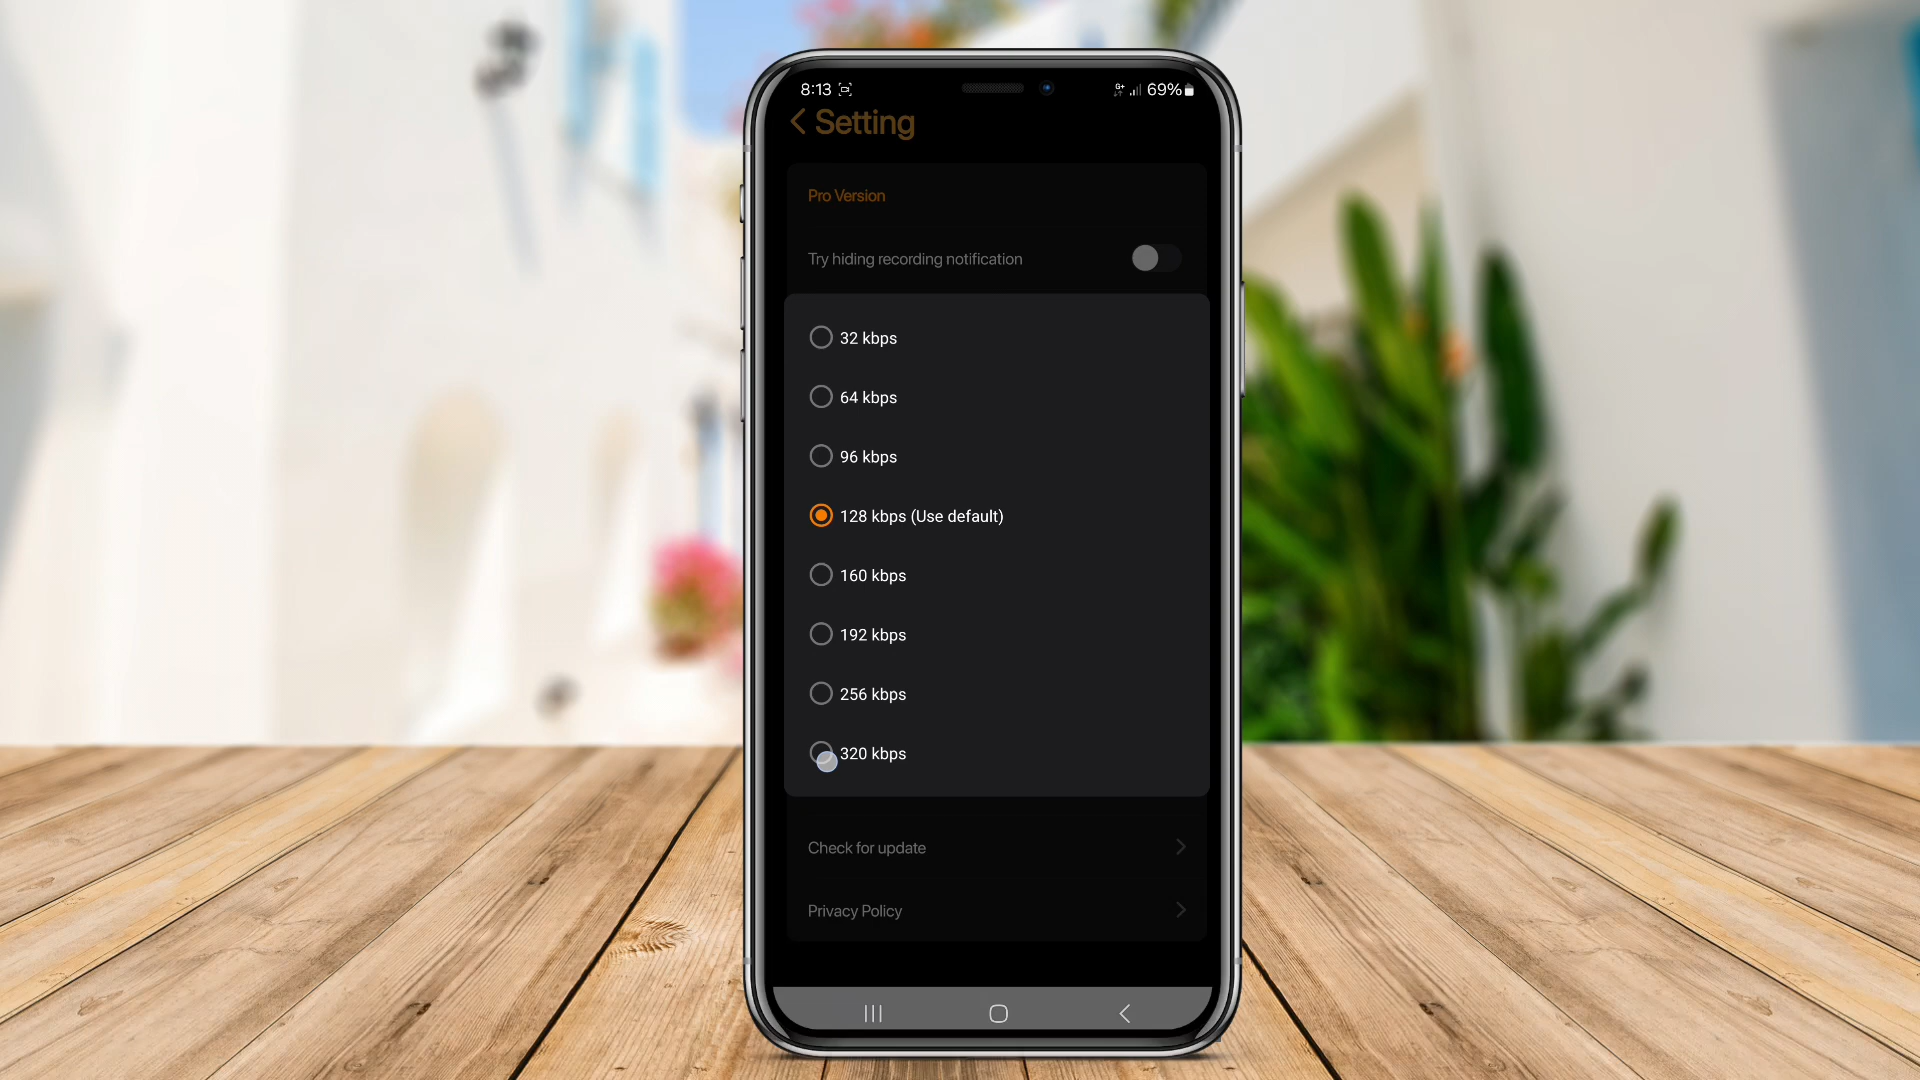 8:13 69%
Setting
Pro Version
Try hiding recording notification
32 kbps
64 kbps
96 kbps
128 kbps (Use default)
160 kbps
192 kbps
256 kbps
320 kbps
Check for update
Privacy Policy